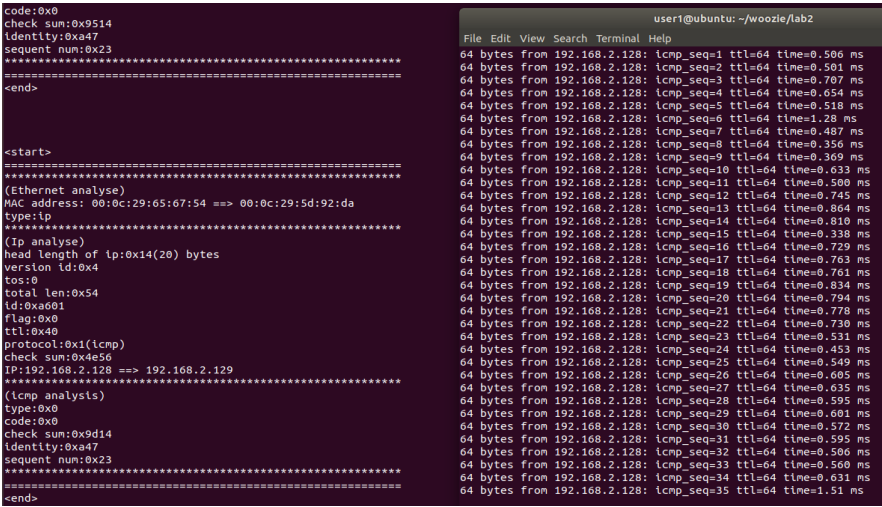 code:0x0
check sum:0x9514
identity:0xa47
sequent num:0x23
***********************************************************
===========================================================
<end>
<start>
===========================================================
***********************************************************
(Ethernet analyse)
MAC address: 00:0c:29:65:67:54 ==> 00:0c:29:5d:92:da
type:ip
***********************************************************
(Ip analyse)
head length of ip:0x14(20) bytes
version id:0x4
tos:0
total len:0x54
id:0xa601
flag:0x0
ttl:0x40
protocol:0x1(icmp)
check sum:0x4e56
IP:192.168.2.128 ==> 192.168.2.129
***********************************************************
(icmp analysis)
type:0x0
code:0x0
check sum:0x9d14
identity:0xa47
sequent num:0x23
***********************************************************
===========================================================
<end>
user1@ubuntu: ~/woozie/lab2
File Edit View Search Terminal Help
64 bytes from 192.168.2.128: icmp_seq=1 ttl=64 time=0.506 ms
64 bytes from 192.168.2.128: icmp_seq=2 ttl=64 time=0.501 ms
64 bytes from 192.168.2.128: icmp_seq=3 ttl=64 time=0.707 ms
64 bytes from 192.168.2.128: icmp_seq=4 ttl=64 time=0.654 ms
64 bytes from 192.168.2.128: icmp_seq=5 ttl=64 time=0.518 ms
64 bytes from 192.168.2.128: icmp_seq=6 ttl=64 time=1.28 ms
64 bytes from 192.168.2.128: icmp_seq=7 ttl=64 time=0.487 ms
64 bytes from 192.168.2.128: icmp_seq=8 ttl=64 time=0.356 ms
64 bytes from 192.168.2.128: icmp_seq=9 ttl=64 time=0.369 ms
64 bytes from 192.168.2.128: icmp_seq=10 ttl=64 time=0.633 ms
64 bytes from 192.168.2.128: icmp_seq=11 ttl=64 time=0.500 ms
64 bytes from 192.168.2.128: icmp_seq=12 ttl=64 time=0.745 ms
64 bytes from 192.168.2.128: icmp_seq=13 ttl=64 time=0.864 ms
64 bytes from 192.168.2.128: icmp_seq=14 ttl=64 time=0.810 ms
64 bytes from 192.168.2.128: icmp_seq=15 ttl=64 time=0.338 ms
64 bytes from 192.168.2.128: icmp_seq=16 ttl=64 time=0.729 ms
64 bytes from 192.168.2.128: icmp_seq=17 ttl=64 time=0.763 ms
64 bytes from 192.168.2.128: icmp_seq=18 ttl=64 time=0.761 ms
64 bytes from 192.168.2.128: icmp_seq=19 ttl=64 time=0.834 ms
64 bytes from 192.168.2.128: icmp_seq=20 ttl=64 time=0.794 ms
64 bytes from 192.168.2.128: icmp_seq=21 ttl=64 time=0.778 ms
64 bytes from 192.168.2.128: icmp_seq=22 ttl=64 time=0.730 ms
64 bytes from 192.168.2.128: icmp_seq=23 ttl=64 time=0.531 ms
64 bytes from 192.168.2.128: icmp_seq=24 ttl=64 time=0.453 ms
64 bytes from 192.168.2.128: icmp_seq=25 ttl=64 time=0.549 ms
64 bytes from 192.168.2.128: icmp_seq=26 ttl=64 time=0.605 ms
64 bytes from 192.168.2.128: icmp_seq=27 ttl=64 time=0.635 ms
64 bytes from 192.168.2.128: icmp_seq=28 ttl=64 time=0.595 ms
64 bytes from 192.168.2.128: icmp_seq=29 ttl=64 time=0.601 ms
64 bytes from 192.168.2.128: icmp_seq=30 ttl=64 time=0.572 ms
64 bytes from 192.168.2.128: icmp_seq=31 ttl=64 time=0.595 ms
64 bytes from 192.168.2.128: icmp_seq=32 ttl=64 time=0.506 ms
64 bytes from 192.168.2.128: icmp_seq=33 ttl=64 time=0.560 ms
64 bytes from 192.168.2.128: icmp_seq=34 ttl=64 time=0.631 ms
64 bytes from 192.168.2.128: icmp_seq=35 ttl=64 time=1.51 ms